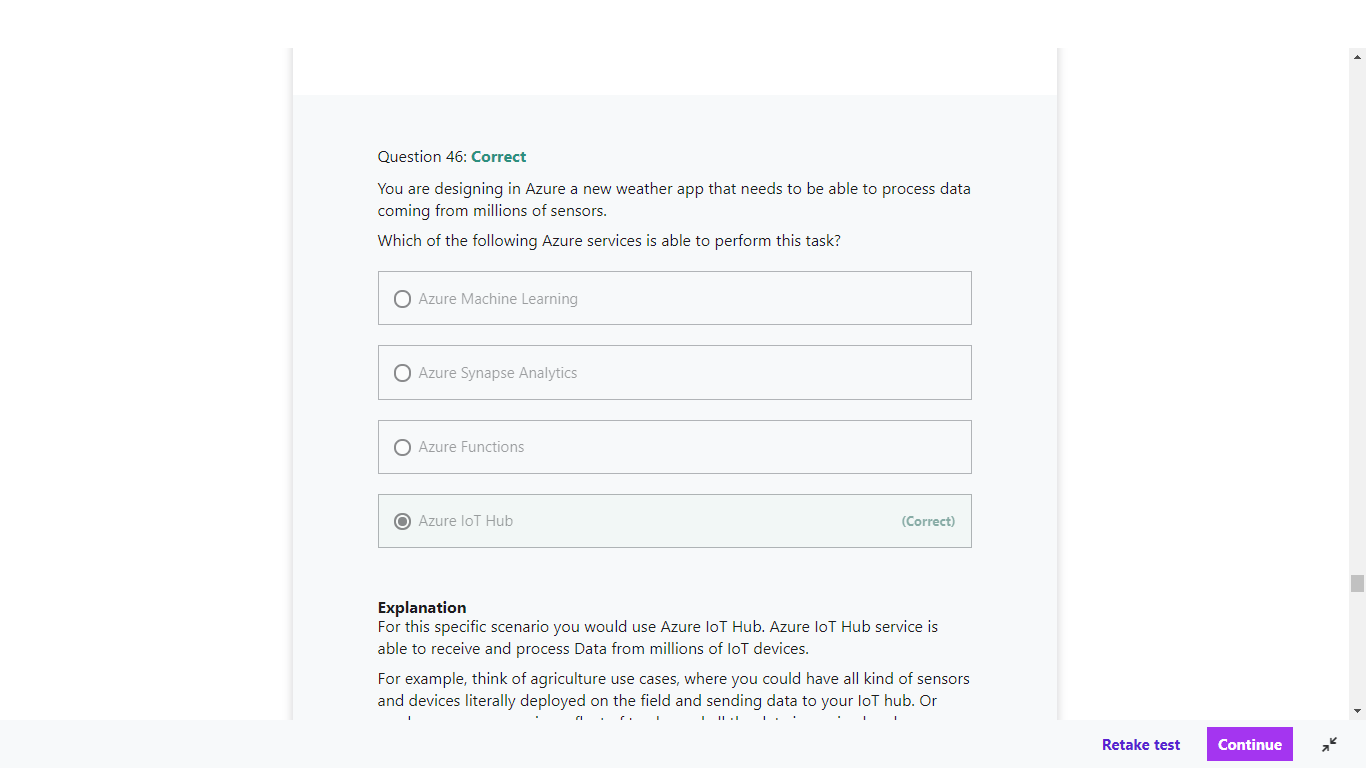 Question 46: Correct
You are designing in Azure a new weather app that needs to be able to process data
coming from millions of sensors.
Which of the following Azure services is able to perform this task?
Azure Machine Learning
Azure Synapse Analytics
Azure Functions
Azure IoT Hub (Correct)
Explanation
For this specific scenario you would use Azure IoT Hub. Azure IoT Hub service is
able to receive and process Data from millions of IoT devices.
For example, think of agriculture use cases, where you could have all kind of sensors
and devices literally deployed on the field and sending data to your IoT hub. Or
Retake test Continue